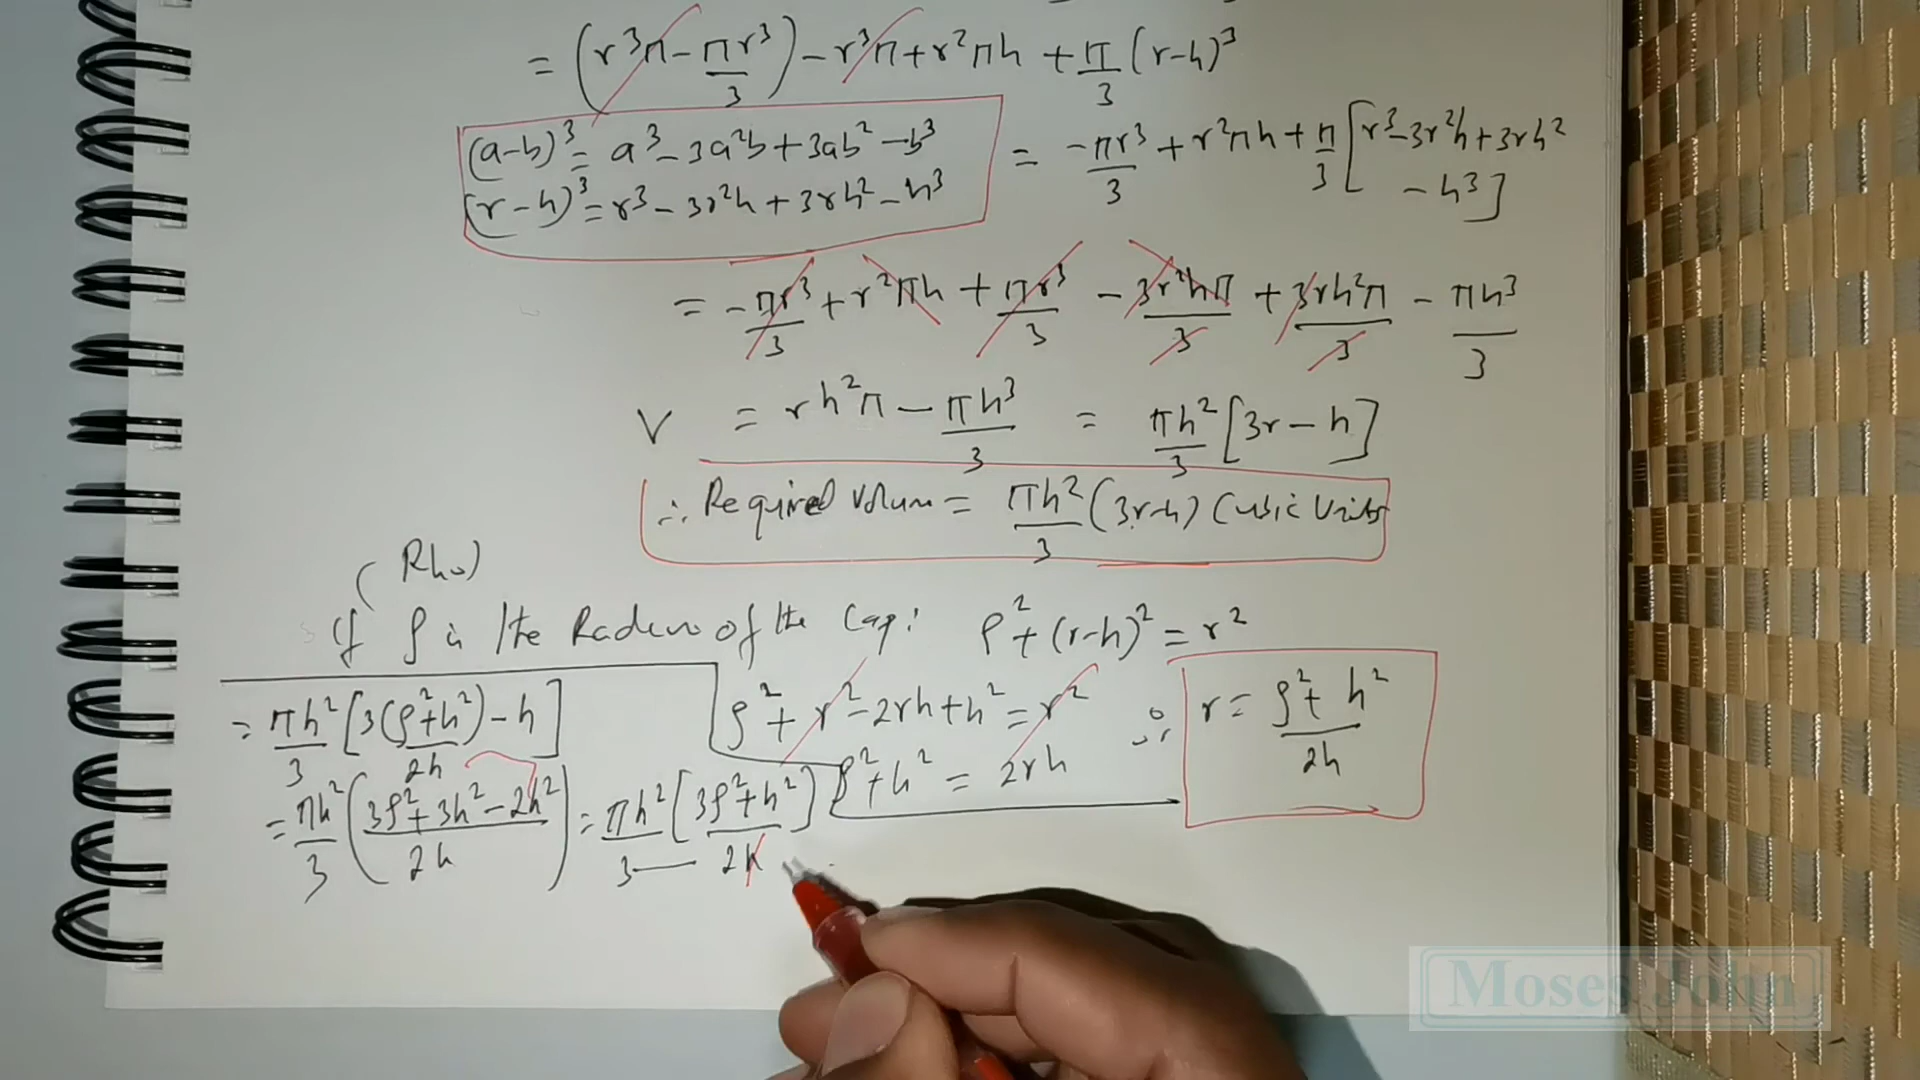 = (r³π - πr³/3) - r³π + r²πh + π/3 (r-h)³
(a-b)³ = a³ - 3a²b + 3ab² - b³
(r-h)³ = r³ - 3r²h + 3rh² - h³
= -πr³/3 + r²πh + π/3 [r³ - 3r²h + 3rh²
- h³]
= -πr³/3 + r²πh + πr³/3 - 3r²hπ/3 + 3rh²π/3 - πh³/3
V = rh²π - πh³/3 = πh²/3 [3r - h]
∴ Required Volum = πh²/3 (3r-h) Cubic Units
(Rho)
If ρ is the Radius of the Cap: ρ² + (r-h)² = r²
ρ² + r² - 2rh + h² = r²
ρ² + h² = 2rh
∴ r = ρ² + h² / 2h
= πh²/3 [3(ρ²+h²)/2h - h]
= πh²/3 (3ρ² + 3h² - 2h² / 2h) = πh²/3 [3ρ² + h² / 2h]
Moses John